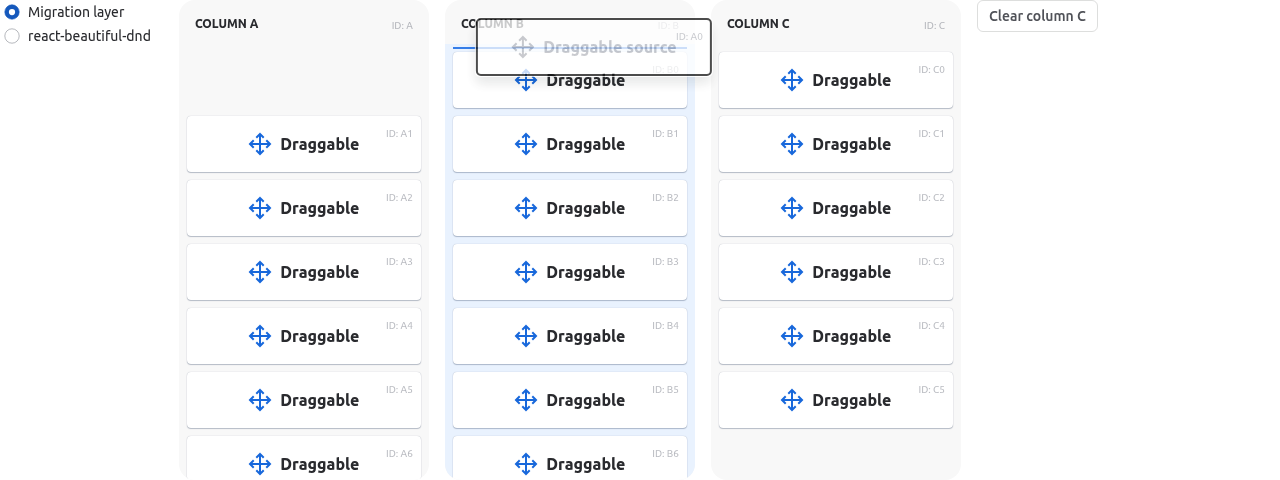 Migration layer
react-beautiful-dnd
COLUMN A
ID: A
Draggable
ID: A1
Draggable
ID: A2
Draggable
ID: A3
Draggable
ID: A4
Draggable
ID: A5
Draggable
ID: A6
COLUMN B
ID: B
Draggable source
ID: A0
Draggable
ID: B0
Draggable
ID: B1
Draggable
ID: B2
Draggable
ID: B3
Draggable
ID: B4
Draggable
ID: B5
Draggable
ID: B6
COLUMN C
ID: C
Draggable
ID: C0
Draggable
ID: C1
Draggable
ID: C2
Draggable
ID: C3
Draggable
ID: C4
Draggable
ID: C5
Clear column C